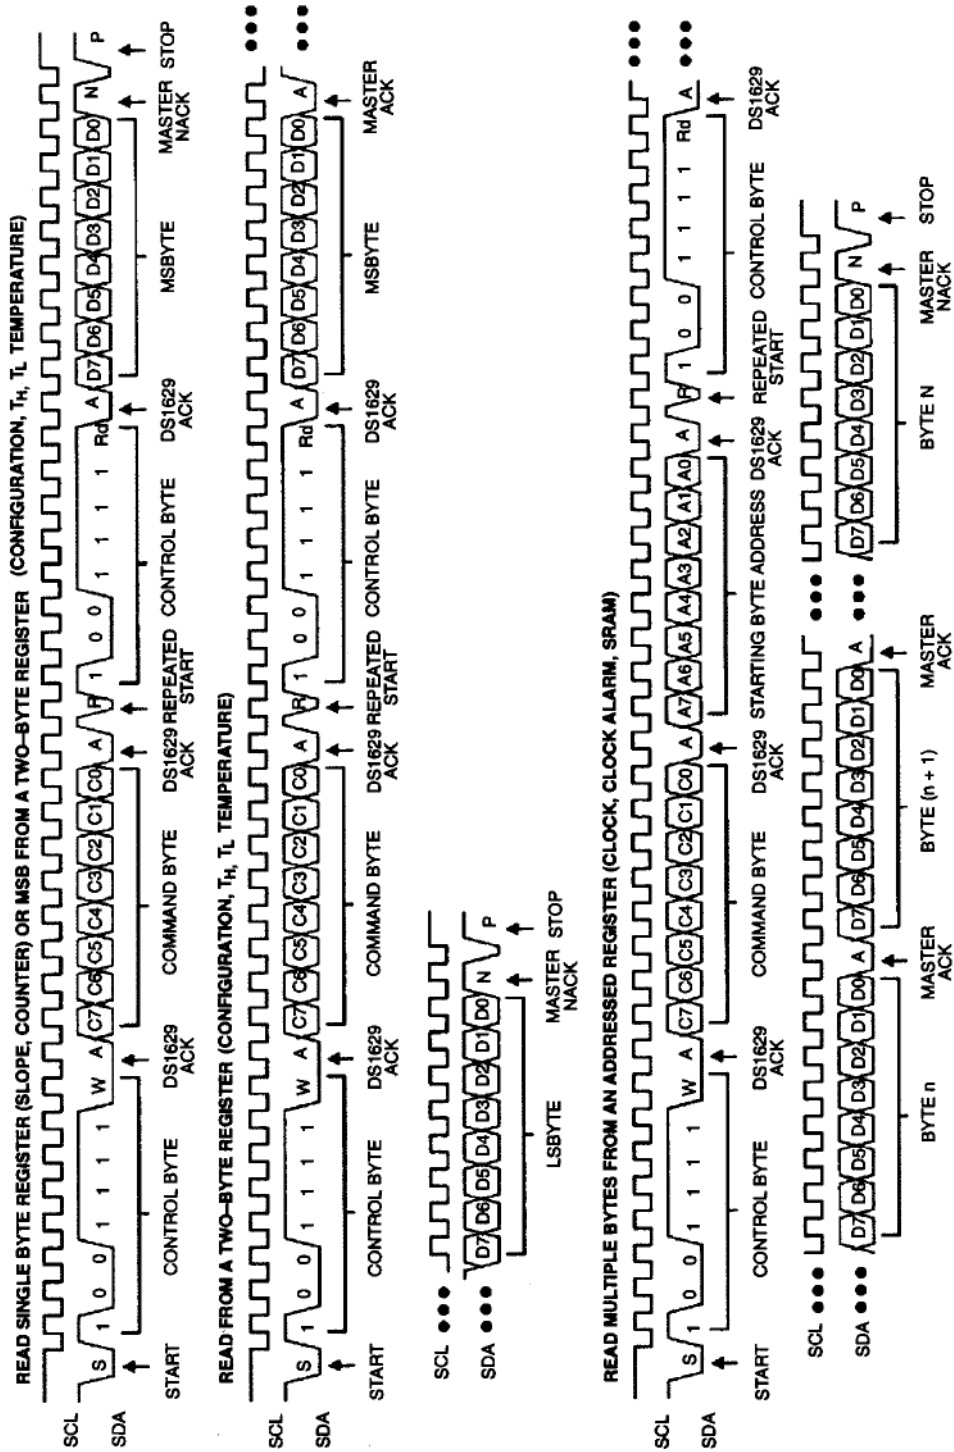 READ SINGLE BYTE REGISTER (SLOPE, COUNTER) OR MSB FROM A TWO–BYTE REGISTER (CONFIGURATION, TH, TL TEMPERATURE)
SCL
SDA S 1 0 0 1 1 1 1 W A C7 C6 C5 C4 C3 C2 C1 C0 A R 1 0 0 1 1 1 1 Rd A D7 D6 D5 D4 D3 D2 D1 D0 N P
START CONTROL BYTE DS1629 ACK COMMAND BYTE DS1629 ACK REPEATED START CONTROL BYTE DS1629 ACK MSBYTE MASTER NACK STOP
READ FROM A TWO–BYTE REGISTER (CONFIGURATION, TH, TL TEMPERATURE)
SCL
SDA S 1 0 0 1 1 1 1 W A C7 C6 C5 C4 C3 C2 C1 C0 A R 1 0 0 1 1 1 1 Rd A D7 D6 D5 D4 D3 D2 D1 D0 A
START CONTROL BYTE DS1629 ACK COMMAND BYTE DS1629 ACK REPEATED START CONTROL BYTE DS1629 ACK MSBYTE MASTER ACK
SCL
SDA D7 D6 D5 D4 D3 D2 D1 D0 N P
LSBYTE MASTER NACK STOP
READ MULTIPLE BYTES FROM AN ADDRESSED REGISTER (CLOCK, CLOCK ALARM, SRAM)
SCL
SDA S 1 0 0 1 1 1 1 W A C7 C6 C5 C4 C3 C2 C1 C0 A A7 A6 A5 A4 A3 A2 A1 A0 A R 1 0 0 1 1 1 1 Rd A
START CONTROL BYTE DS1629 ACK COMMAND BYTE DS1629 ACK STARTING BYTE ADDRESS DS1629 ACK REPEATED START CONTROL BYTE DS1629 ACK
SCL
SDA D7 D6 D5 D4 D3 D2 D1 D0 A D7 D6 D5 D4 D3 D2 D1 D0 A D7 D6 D5 D4 D3 D2 D1 D0 N P
BYTE n MASTER ACK BYTE (n + 1) MASTER ACK BYTE N MASTER NACK STOP